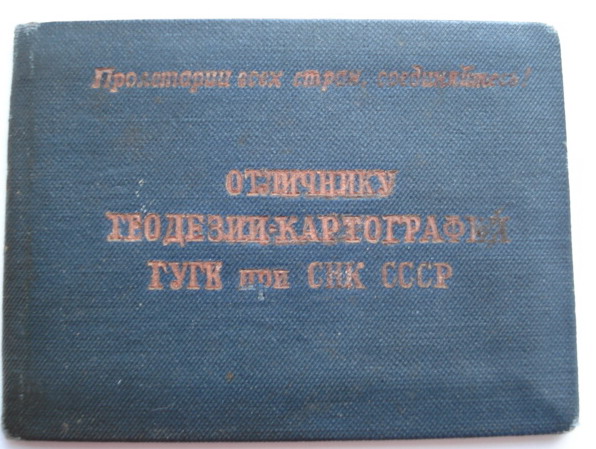 Пролетарии всех стран, соединяйтесь!
ОТЛИЧНИКУ
ГЕОДЕЗИИ-КАРТОГРАФИИ
ГУГК при СНК СССР